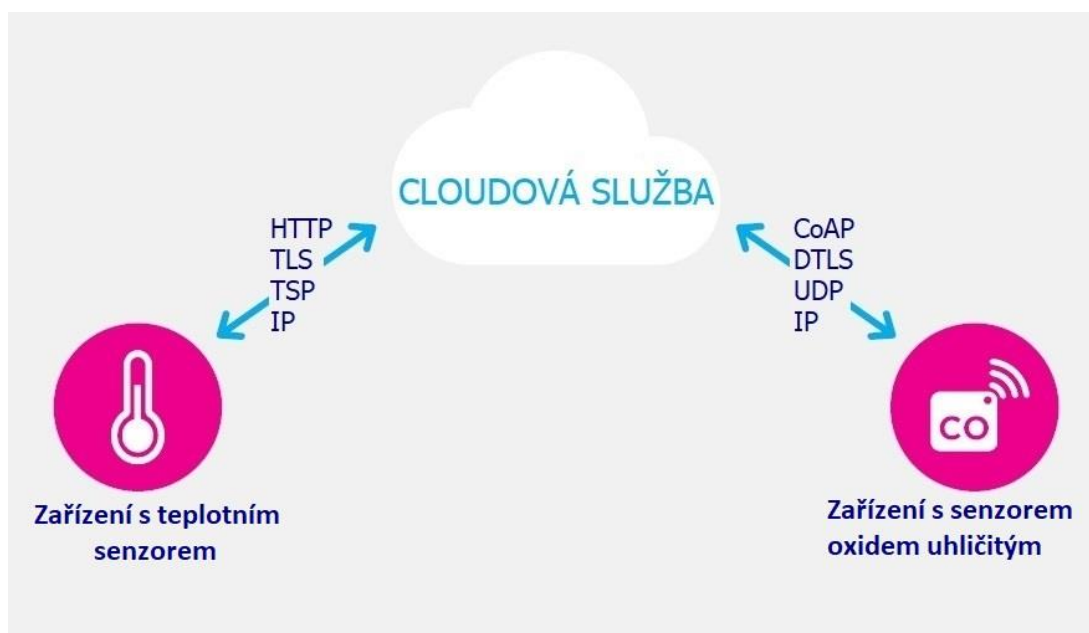 CLOUDOVÁ SLUŽBA
HTTP
TLS
TSP
IP
CoAP
DTLS
UDP
IP
CO
Zařízení s teplotním
senzorem
Zařízení s senzorem
oxidem uhličitým